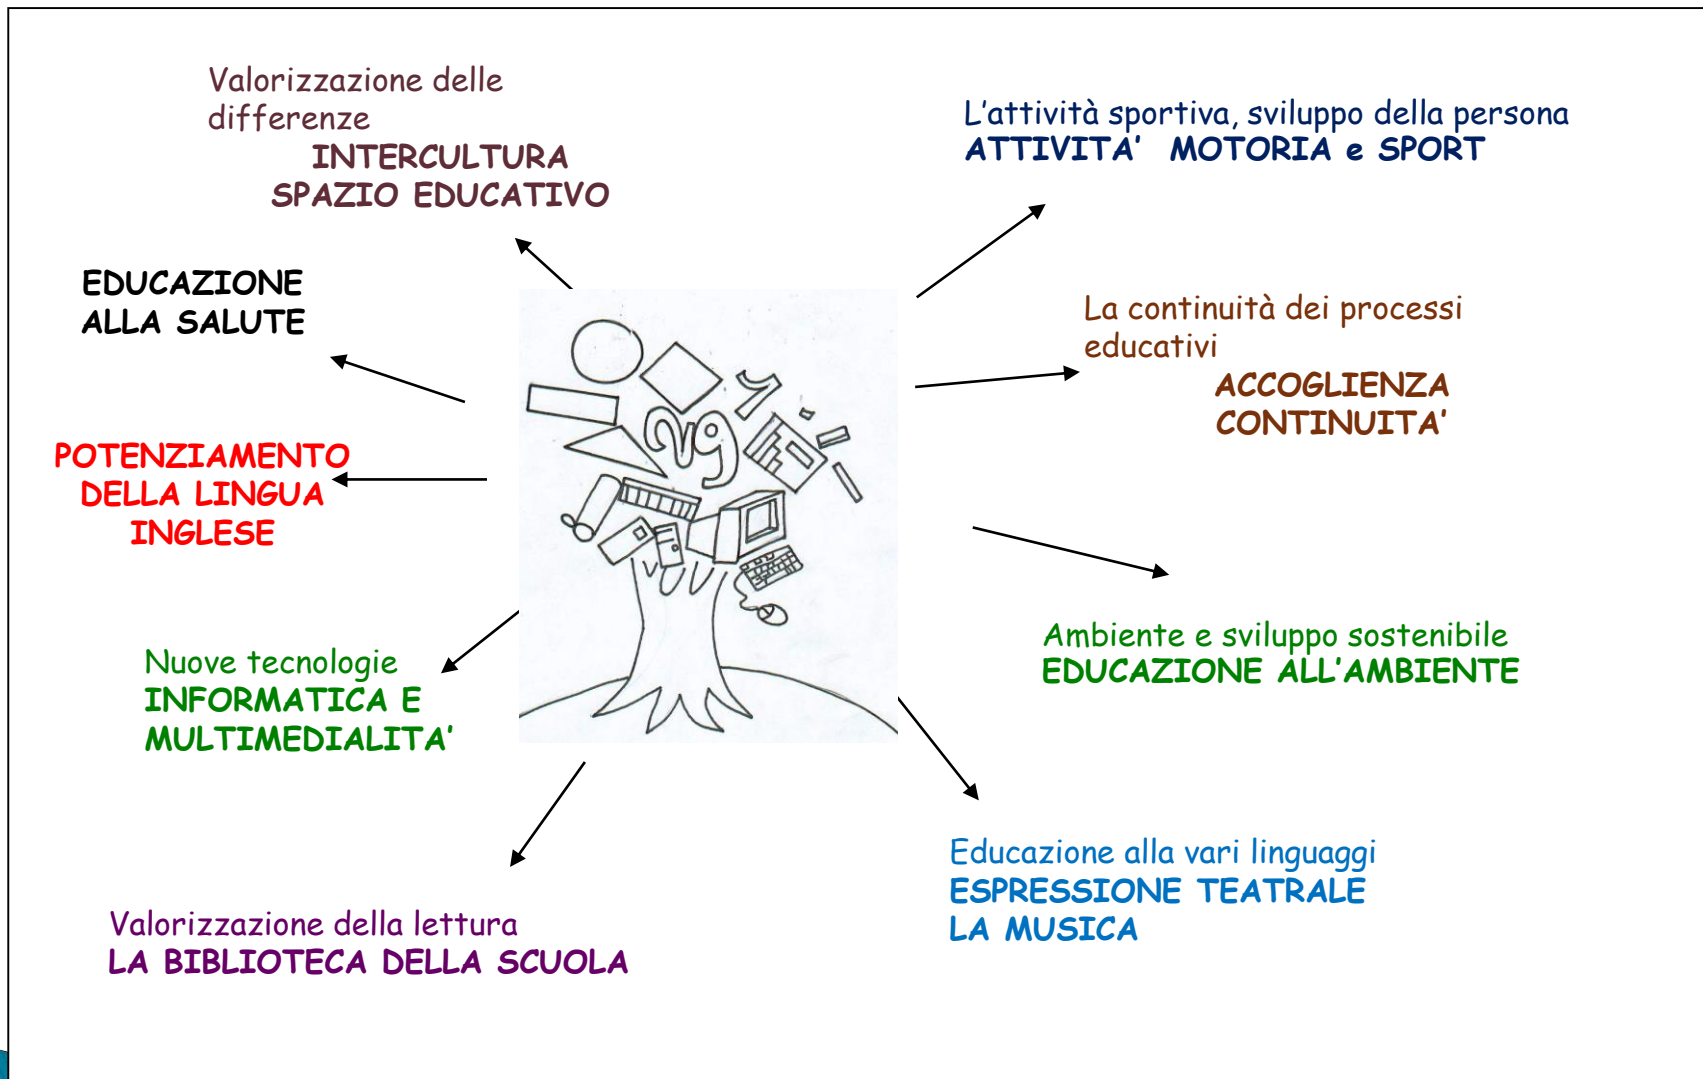 Valorizzazione delle
differenze
INTERCULTURA
SPAZIO EDUCATIVO
L'attività sportiva, sviluppo della persona
ATTIVITA' MOTORIA e SPORT
EDUCAZIONE
ALLA SALUTE
La continuità dei processi
educativi
ACCOGLIENZA
CONTINUITA'
POTENZIAMENTO
DELLA LINGUA
INGLESE
vg
Nuove tecnologie
INFORMATICA E
MULTIMEDIALITA'
Ambiente e sviluppo sostenibile
EDUCAZIONE ALL'AMBIENTE
Educazione alla vari linguaggi
ESPRESSIONE TEATRALE
LA MUSICA
Valorizzazione della lettura
LA BIBLIOTECA DELLA SCUOLA